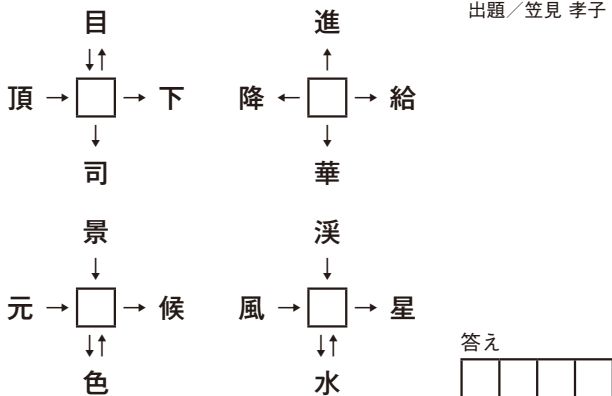 出題／笠見 孝子
目
↓↑
頂 → □ → 下
↓
司
進
↑
降 ← □ → 給
↓
華
景
↓
元 → □ → 候
↓↑
色
渓
↓
風 → □ → 星
↓↑
水
答え